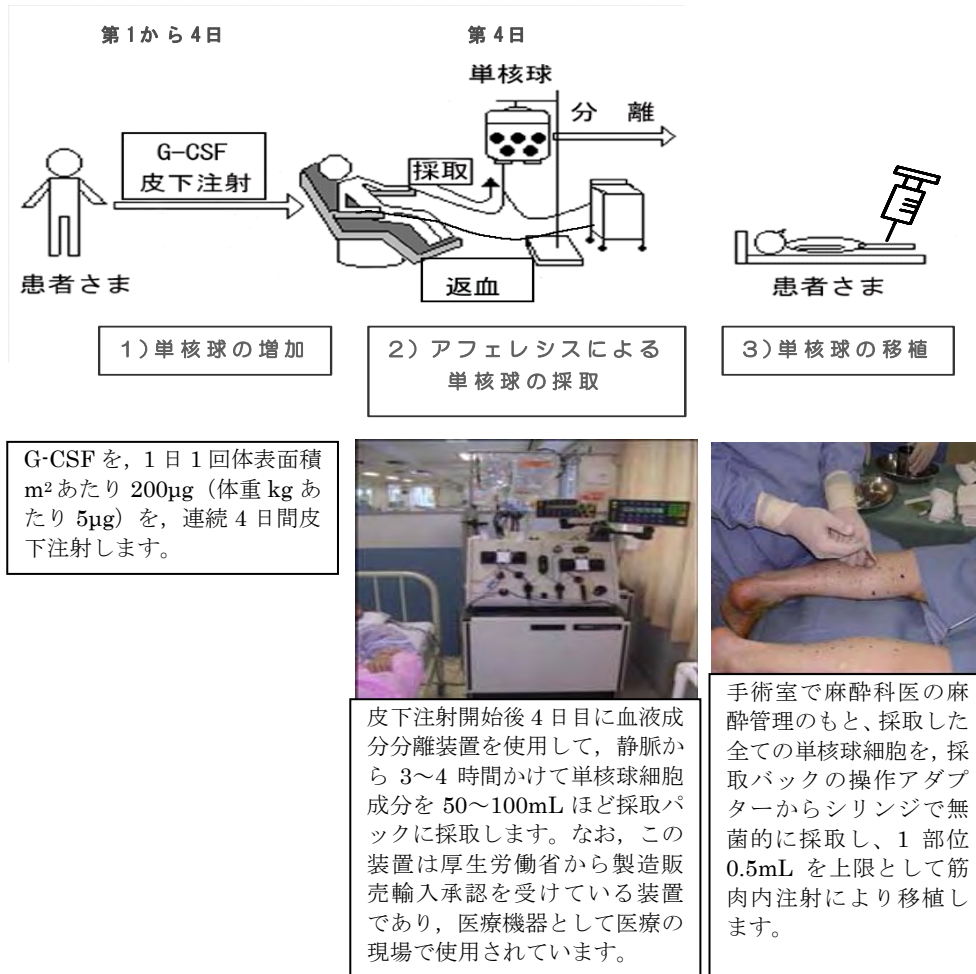 第1から4日
第4日
単核球
分 離
G-CSF
皮下注射
採取
返血
患者さま
患者さま
1)単核球の増加
2)アフェレシスによる
単核球の採取
3)単核球の移植
G-CSF を，1 日 1 回体表面積
m²あたり 200µg（体重 kg あ
たり 5µg）を，連続 4 日間皮
下注射します。
皮下注射開始後 4 日目に血液成
分分離装置を使用して，静脈か
ら 3～4 時間かけて単核球細胞
成分を 50～100mL ほど採取パ
ックに採取します。なお，この
装置は厚生労働省から製造販
売輸入承認を受けている装置
であり，医療機器として医療の
現場で使用されています。
手術室で麻酔科医の麻
酔管理のもと、採取した
全ての単核球細胞を，採
取バックの操作アダプ
ターからシリンジで無
菌的に採取し、1 部位
0.5mL を上限として筋
肉内注射により移植し
ます。